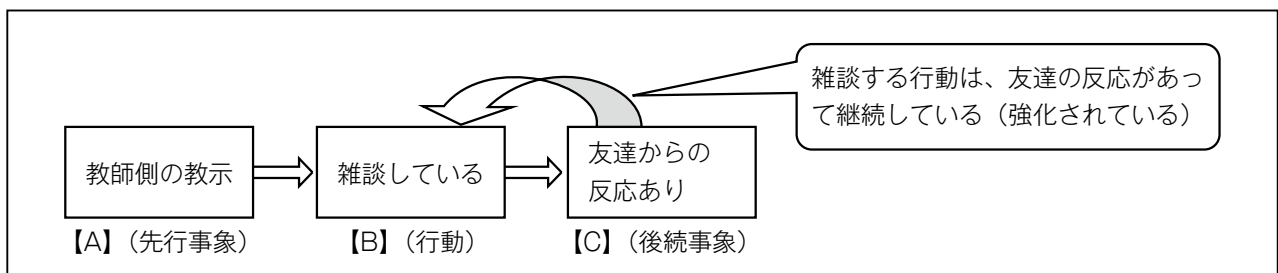 雑談する行動は、友達の反応があっ
て継続している（強化されている）
教師側の教示
雑談している
友達からの
反応あり
【A】（先行事象）
【B】（行動）
【C】（後続事象）